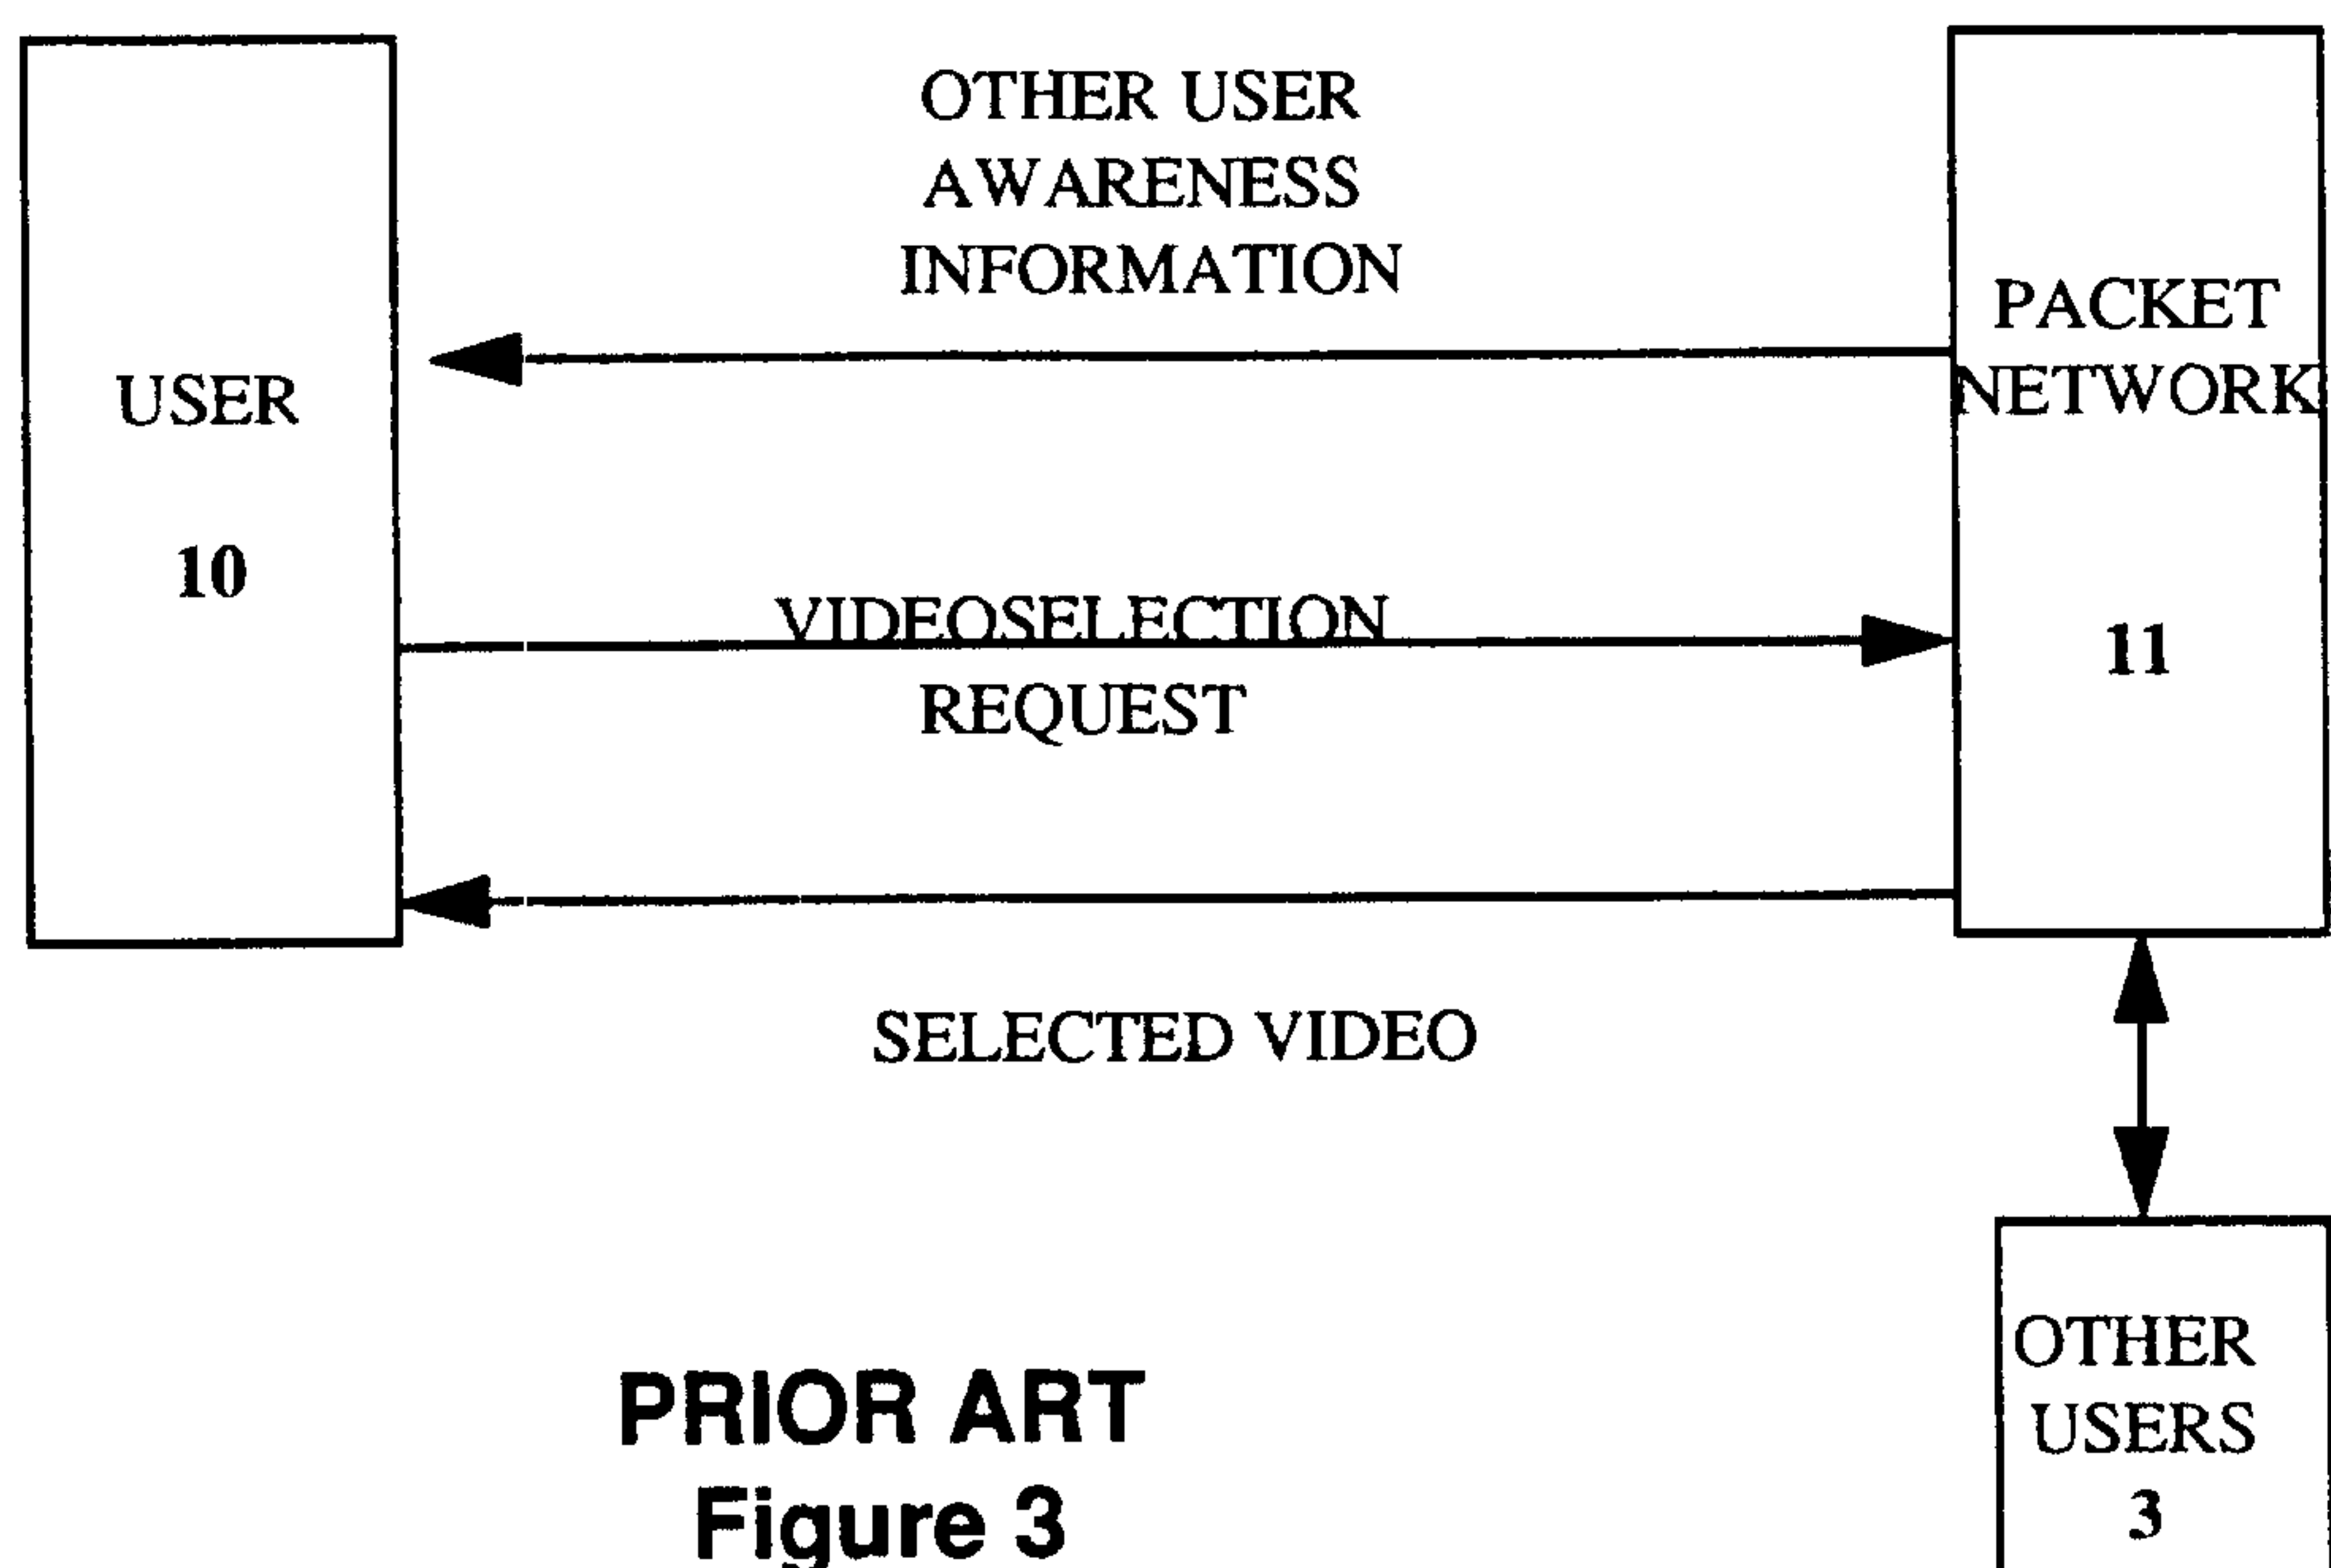 OTHER USER
AWARENESS
INFORMATION
USER
10
PACKET
NETWORK
11
VIDEOSELECTION
REQUEST
SELECTED VIDEO
OTHER
USERS
3
PRIOR ART
Figure 3